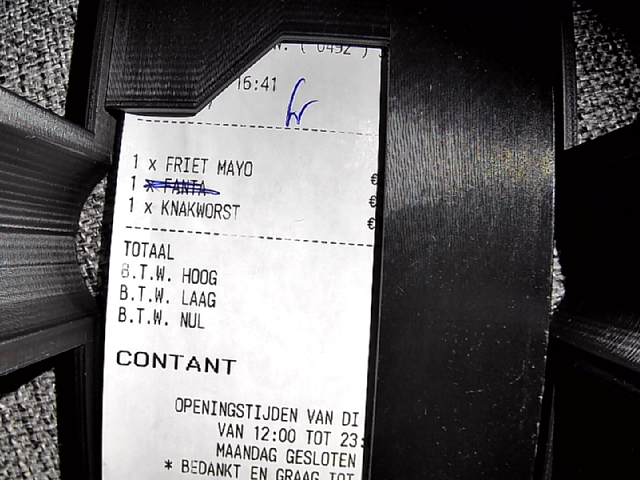 ( 0492 )
16:41
1 x FRIET MAYO €
1 x FANTA €
1 x KNAKWORST €
TOTAAL
B.T.W. HOOG
B.T.W. LAAG
B.T.W. NUL
CONTANT
OPENINGSTIJDEN VAN DI
VAN 12:00 TOT 23:
MAANDAG GESLOTEN
* BEDANKT EN GRAAG TOT